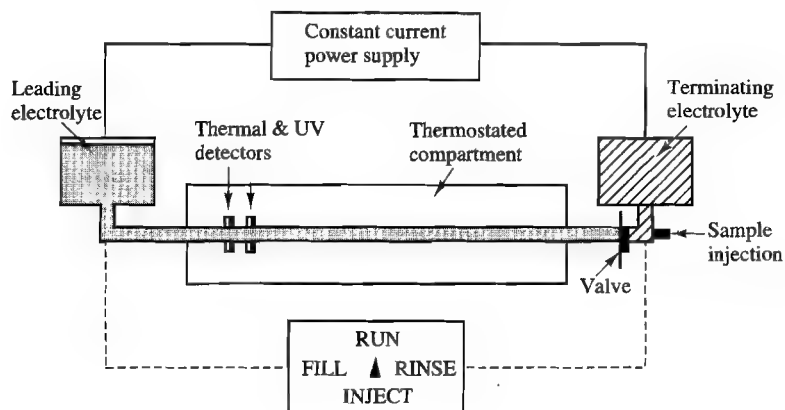 Constant current
power supply
Leading
electrolyte
Terminating
electrolyte
Thermal & UV
detectors
Thermostated
compartment
Sample
injection
Valve
RUN
FILL RINSE
INJECT